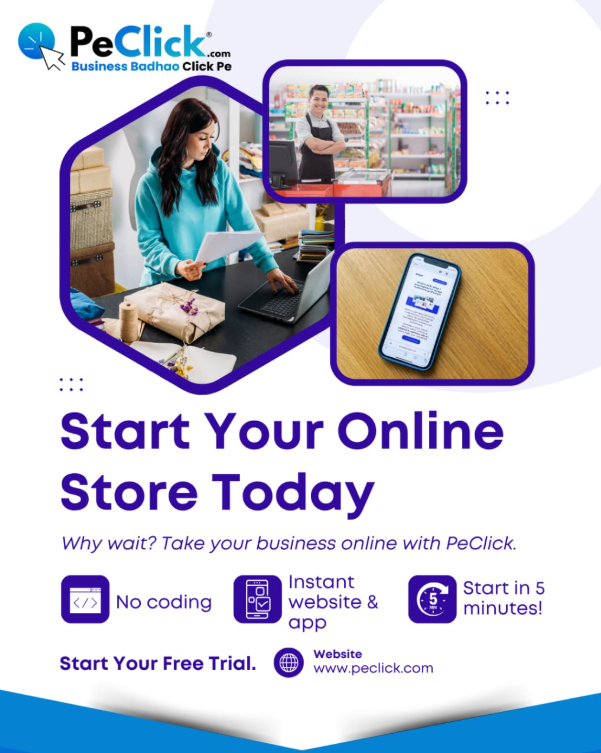 PeClick®.com
Business Badhao Click Pe
Start Your Online
Store Today
Why wait? Take your business online with PeClick.
No coding
Instant
website &
app
5
Start in 5
minutes!
Start Your Free Trial.
Website
www.peclick.com